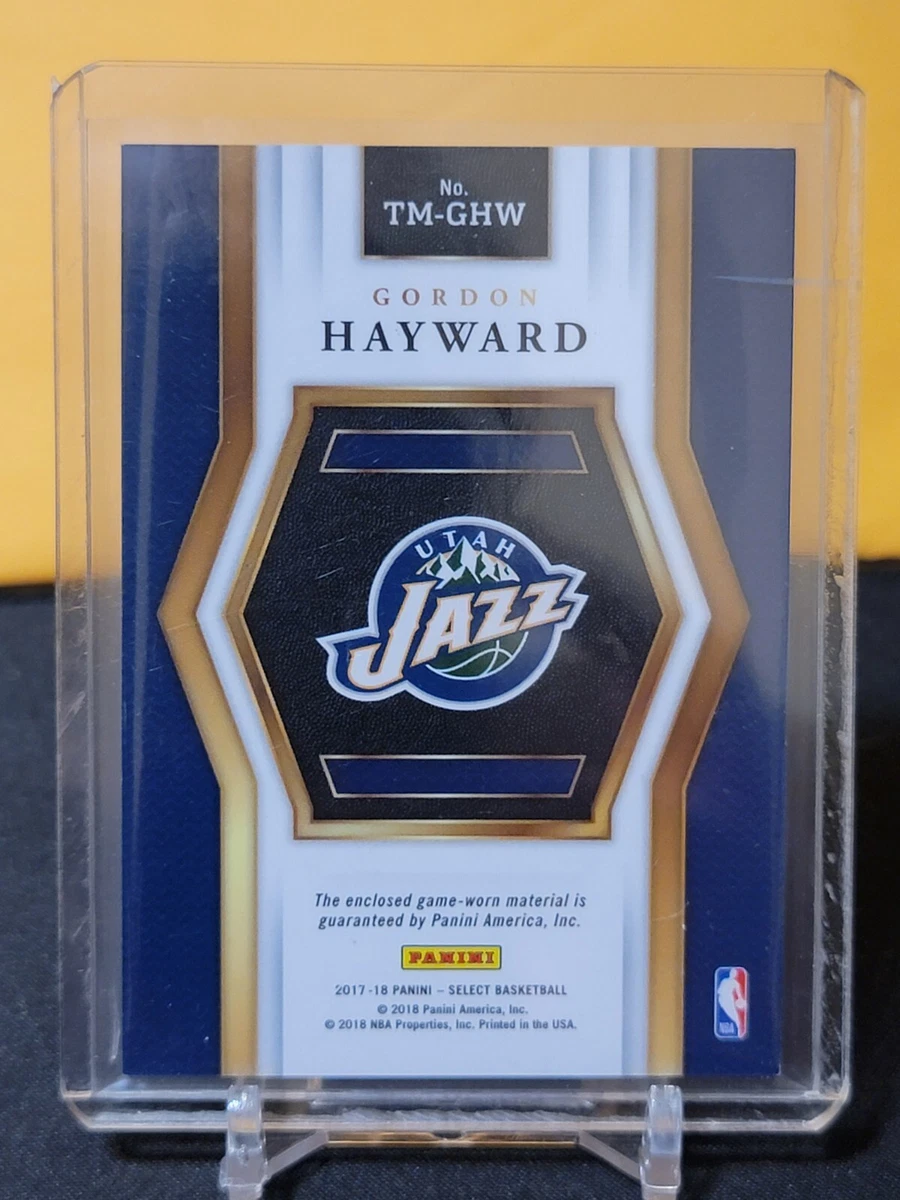 No.
TM-GHW
GORDON
HAYWARD
UTAH
JAZZ
The enclosed game-worn material is
guaranteed by Panini America, Inc.
PANINI
2017-18 PANINI – SELECT BASKETBALL
© 2018 Panini America, Inc.
© 2018 NBA Properties, Inc. Printed in the USA.
NBA